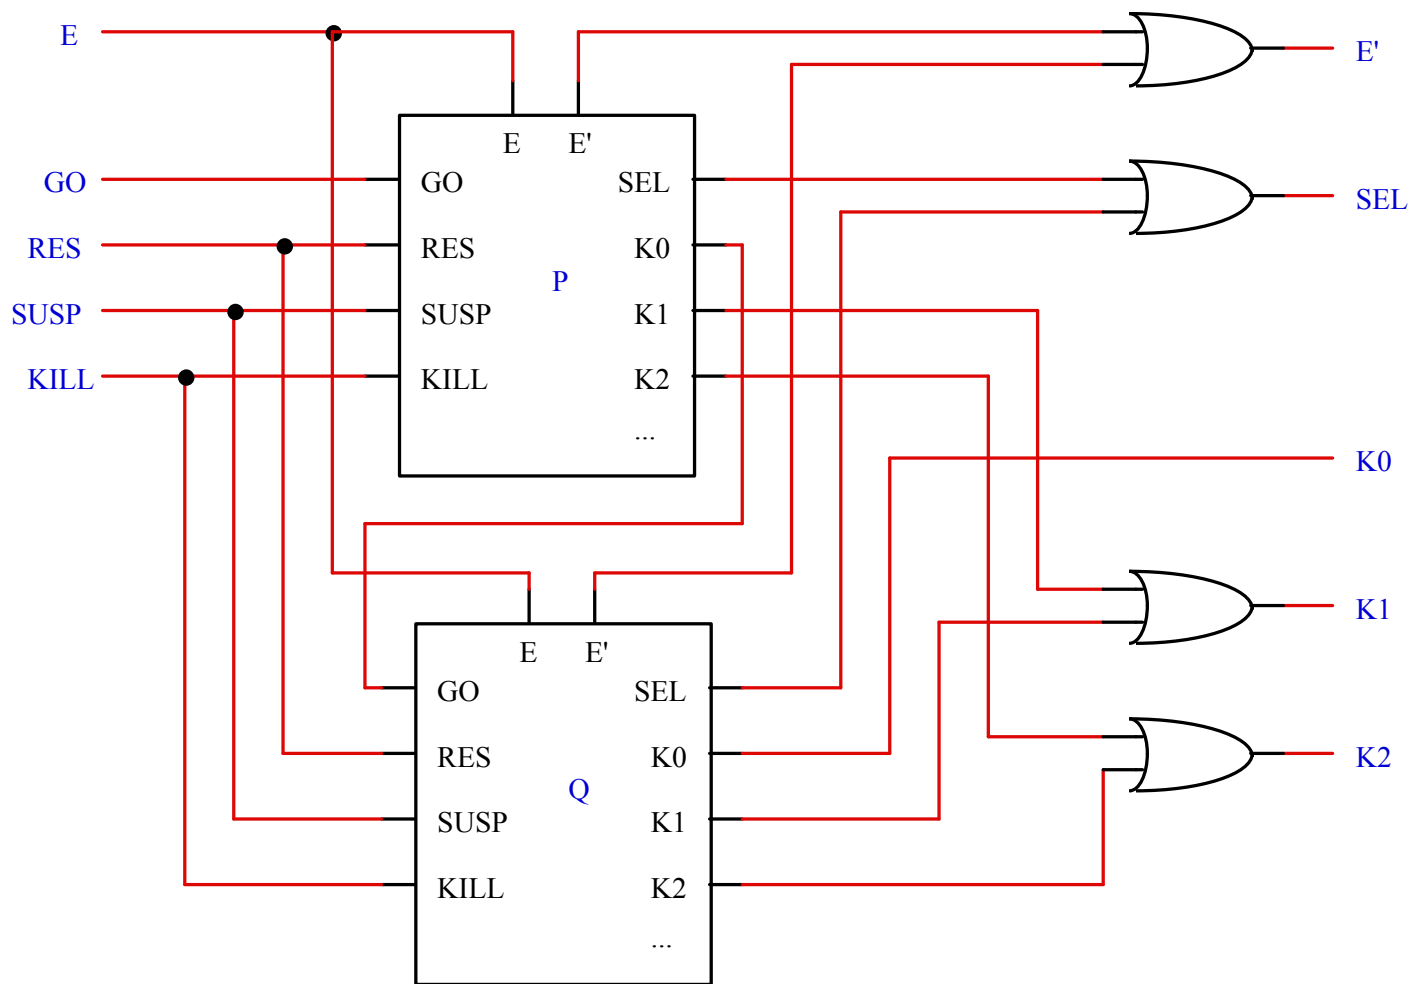 E
E'
E E'
GO GO SEL SEL
RES RES K0
P
SUSP SUSP K1
KILL KILL K2
...
K0
E E'
K1
GO SEL
RES K0 K2
Q
SUSP K1
KILL K2
...